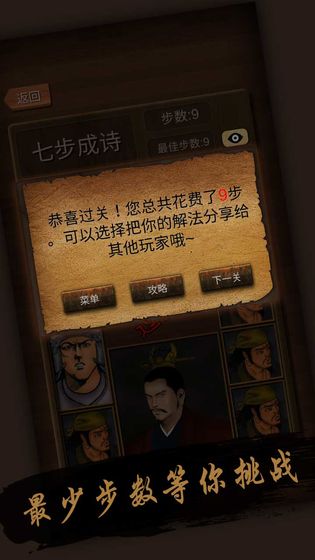 返回
七步成诗
步数:9
最佳步数:9
恭喜过关！您总共花费了9步
。可以选择把你的解法分享给
其他玩家哦~
菜单
攻略
下一关
最少步数等你挑战